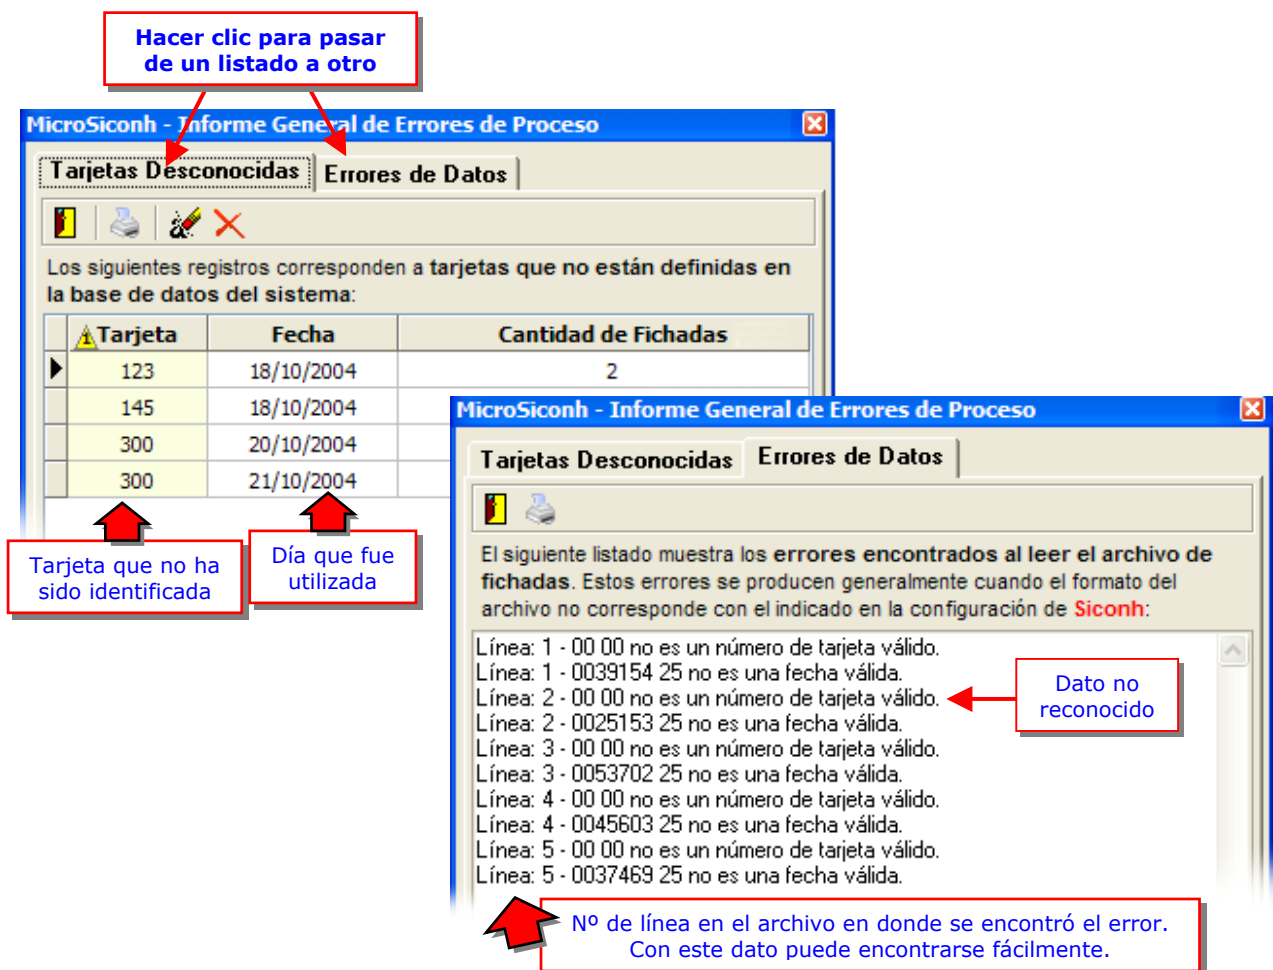 Hacer clic para pasar
de un listado a otro
MicroSiconh - Informe General de Errores de Proceso
Tarjetas Desconocidas Errores de Datos
Los siguientes registros corresponden a tarjetas que no están definidas en
la base de datos del sistema:
Tarjeta Fecha Cantidad de Fichadas
123 18/10/2004 2
145 18/10/2004
300 20/10/2004
300 21/10/2004
Tarjeta que no ha
sido identificada
Día que fue
utilizada
MicroSiconh - Informe General de Errores de Proceso
Tarjetas Desconocidas Errores de Datos
El siguiente listado muestra los errores encontrados al leer el archivo de
fichadas. Estos errores se producen generalmente cuando el formato del
archivo no corresponde con el indicado en la configuración de Siconh:
Línea: 1 - 00 00 no es un número de tarjeta válido.
Línea: 1 - 0039154 25 no es una fecha válida.
Línea: 2 - 00 00 no es un número de tarjeta válido.
Línea: 2 - 0025153 25 no es una fecha válida.
Línea: 3 - 00 00 no es un número de tarjeta válido.
Línea: 3 - 0053702 25 no es una fecha válida.
Línea: 4 - 00 00 no es un número de tarjeta válido.
Línea: 4 - 0045603 25 no es una fecha válida.
Línea: 5 - 00 00 no es un número de tarjeta válido.
Línea: 5 - 0037469 25 no es una fecha válida.
Dato no
reconocido
Nº de línea en el archivo en donde se encontró el error.
Con este dato puede encontrarse fácilmente.